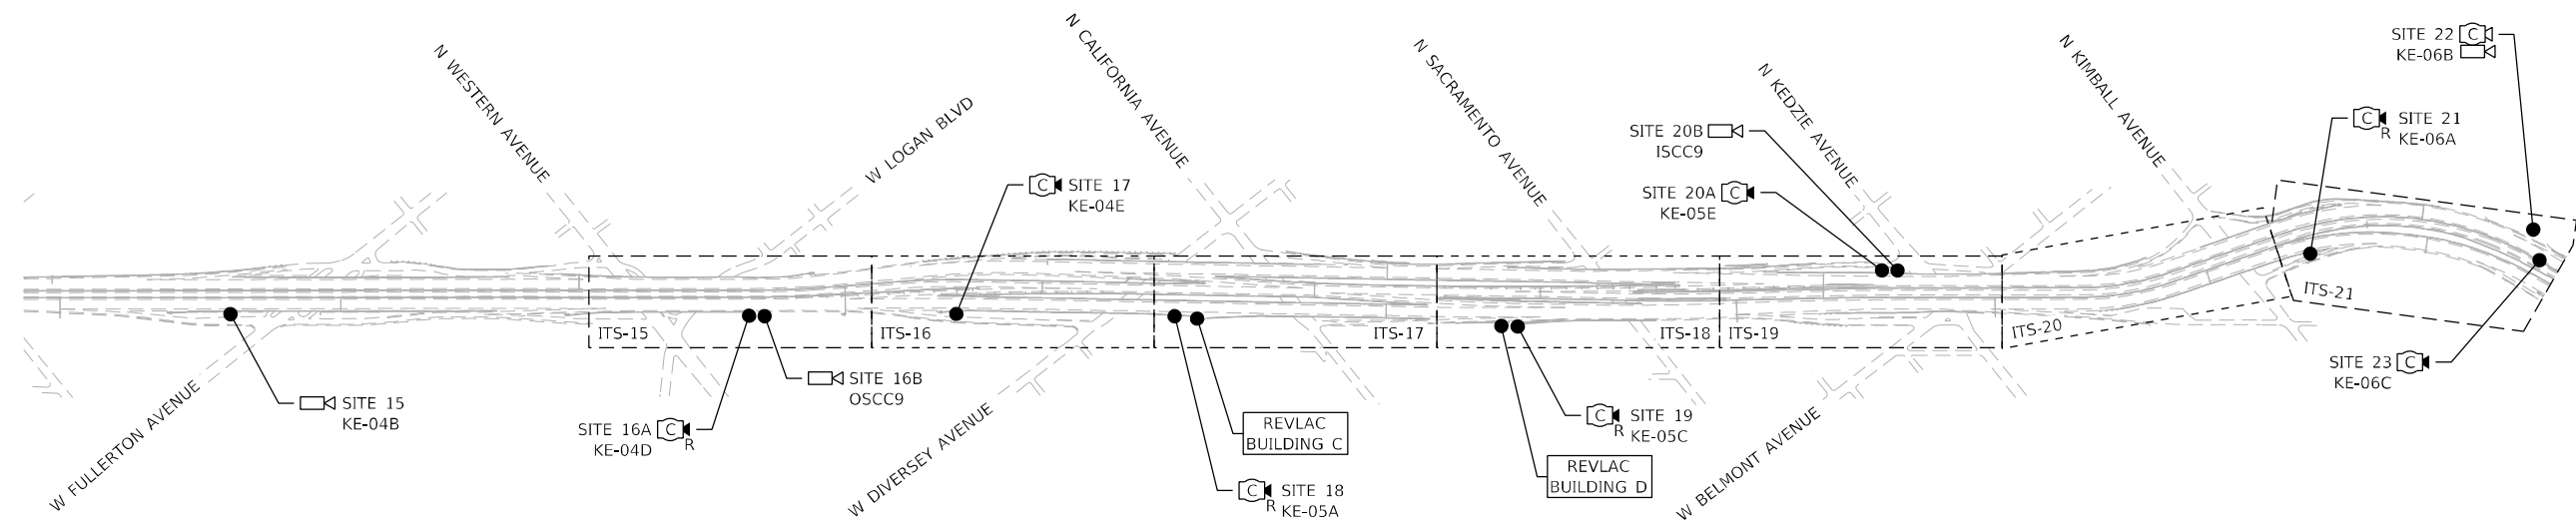 N WESTERN AVENUE
W LOGAN BLVD
N CALIFORNIA AVENUE
N SACRAMENTO AVENUE
N KEDZIE AVENUE
N KIMBALL AVENUE
SITE 22 C
KE-06B
C SITE 21
R KE-06A
SITE 20B
ISCC9
SITE 20A C
KE-05E
C SITE 17
KE-04E
ITS-15
ITS-16
ITS-17
ITS-18
ITS-19
ITS-20
ITS-21
W FULLERTON AVENUE
SITE 15
KE-04B
SITE 16A C
KE-04D R
SITE 16B
OSCC9
W DIVERSEY AVENUE
REVLAC
BUILDING C
C SITE 18
R KE-05A
REVLAC
BUILDING D
C SITE 19
R KE-05C
W BELMONT AVENUE
SITE 23 C
KE-06C